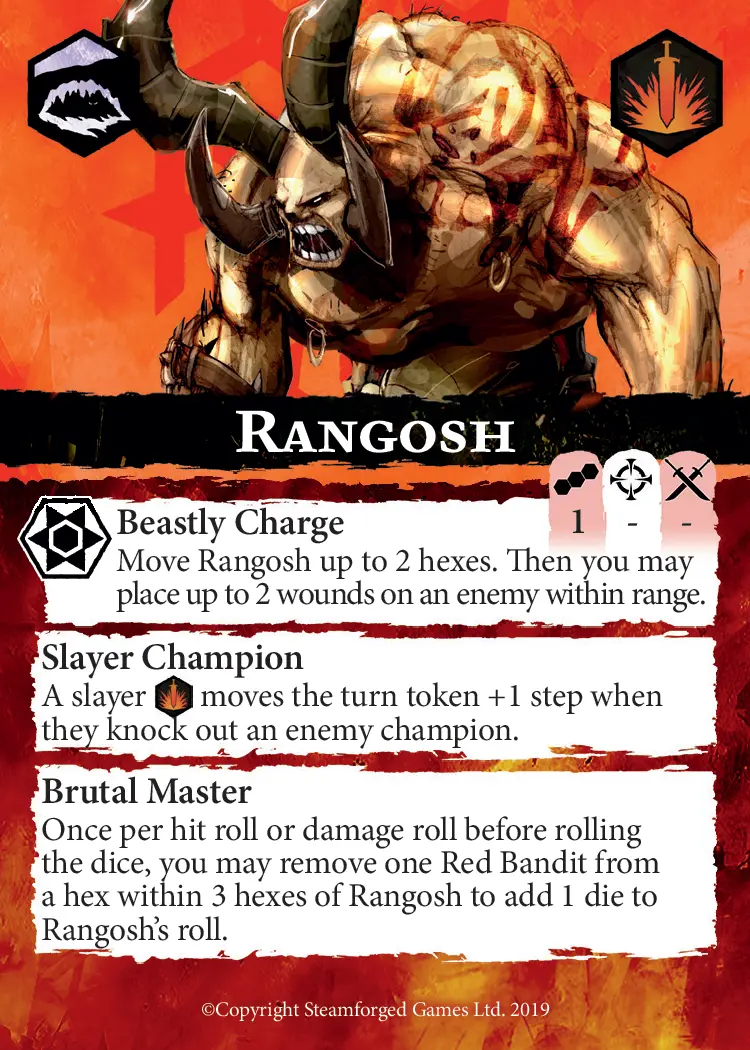 Rangosh
1 - -
Beastly Charge
Move Rangosh up to 2 hexes. Then you may
place up to 2 wounds on an enemy within range.
Slayer Champion
A slayer moves the turn token +1 step when
they knock out an enemy champion.
Brutal Master
Once per hit roll or damage roll before rolling
the dice, you may remove one Red Bandit from
a hex within 3 hexes of Rangosh to add 1 die to
Rangosh’s roll.
©Copyright Steamforged Games Ltd. 2019